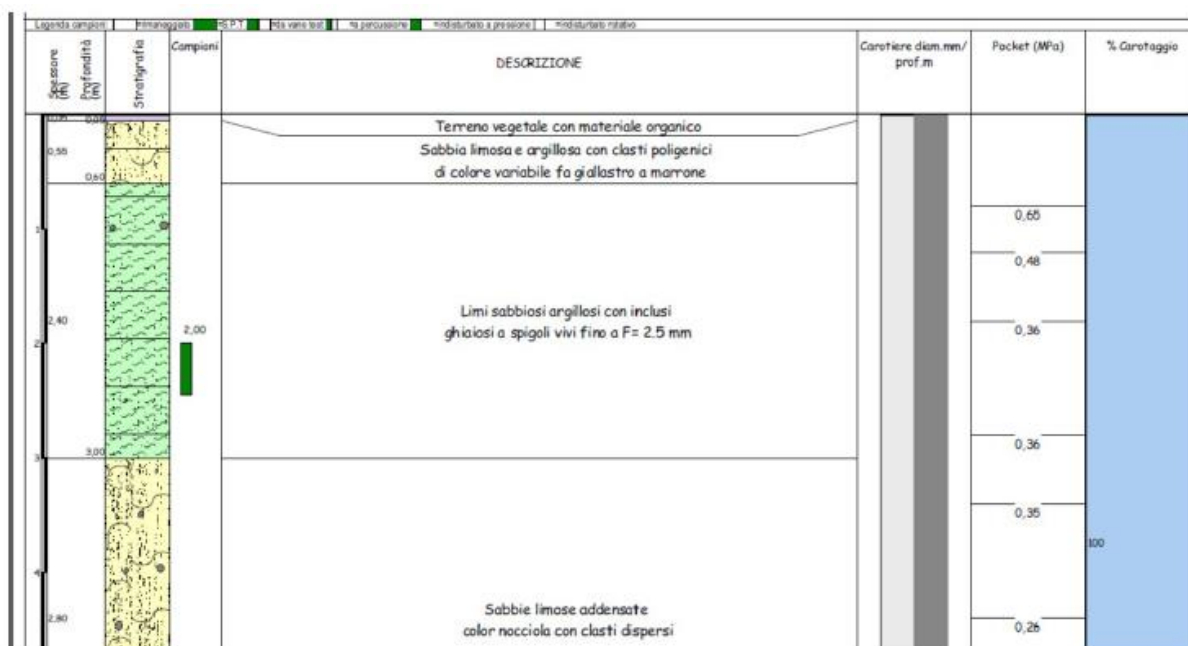 Legenda campioni: =rimaneggiato =S.P.T. =da vane test =a percussione =indisturbato a pressione =indisturbato rotativo
Spessore (m)
Profondità (m)
Stratigrafia
Campioni
DESCRIZIONE
Carotiere diam.mm/
prof.m
Pocket (MPa)
% Carotaggio
Terreno vegetale con materiale organico
0,55
Sabbia limosa e argillosa con clasti poligenici
di colore variabile fa giallastro a marrone
0,60
0,65
1
0,48
Limi sabbiosi argillosi con inclusi
2,40
2,00
ghiaiosi a spigoli vivi fino a F= 2.5 mm
0,36
2
0,36
3,00
3
0,35
100
4
Sabbie limose addensate
2,80
color nocciola con clasti dispersi
0,26